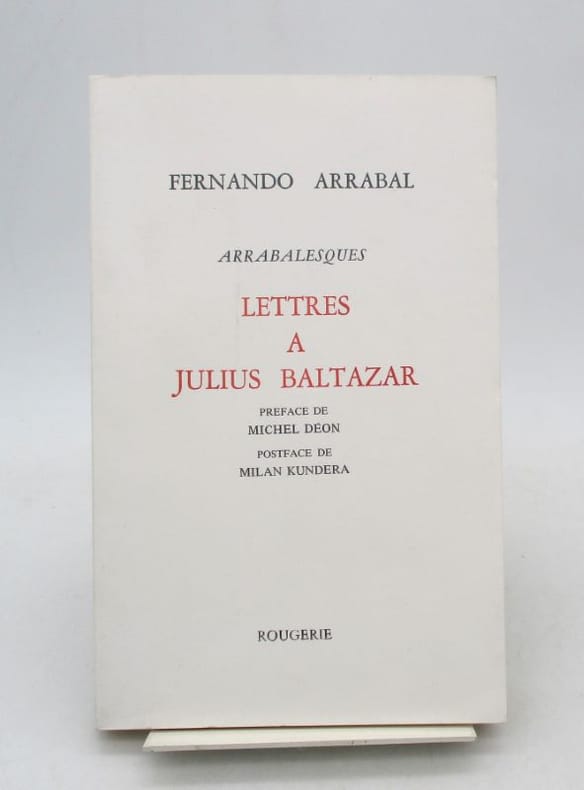 FERNANDO ARRABAL
ARRABALESQUES
LETTRES
A
JULIUS BALTAZAR
PREFACE DE
MICHEL DÉON
POSTFACE DE
MILAN KUNDERA
ROUGERIE